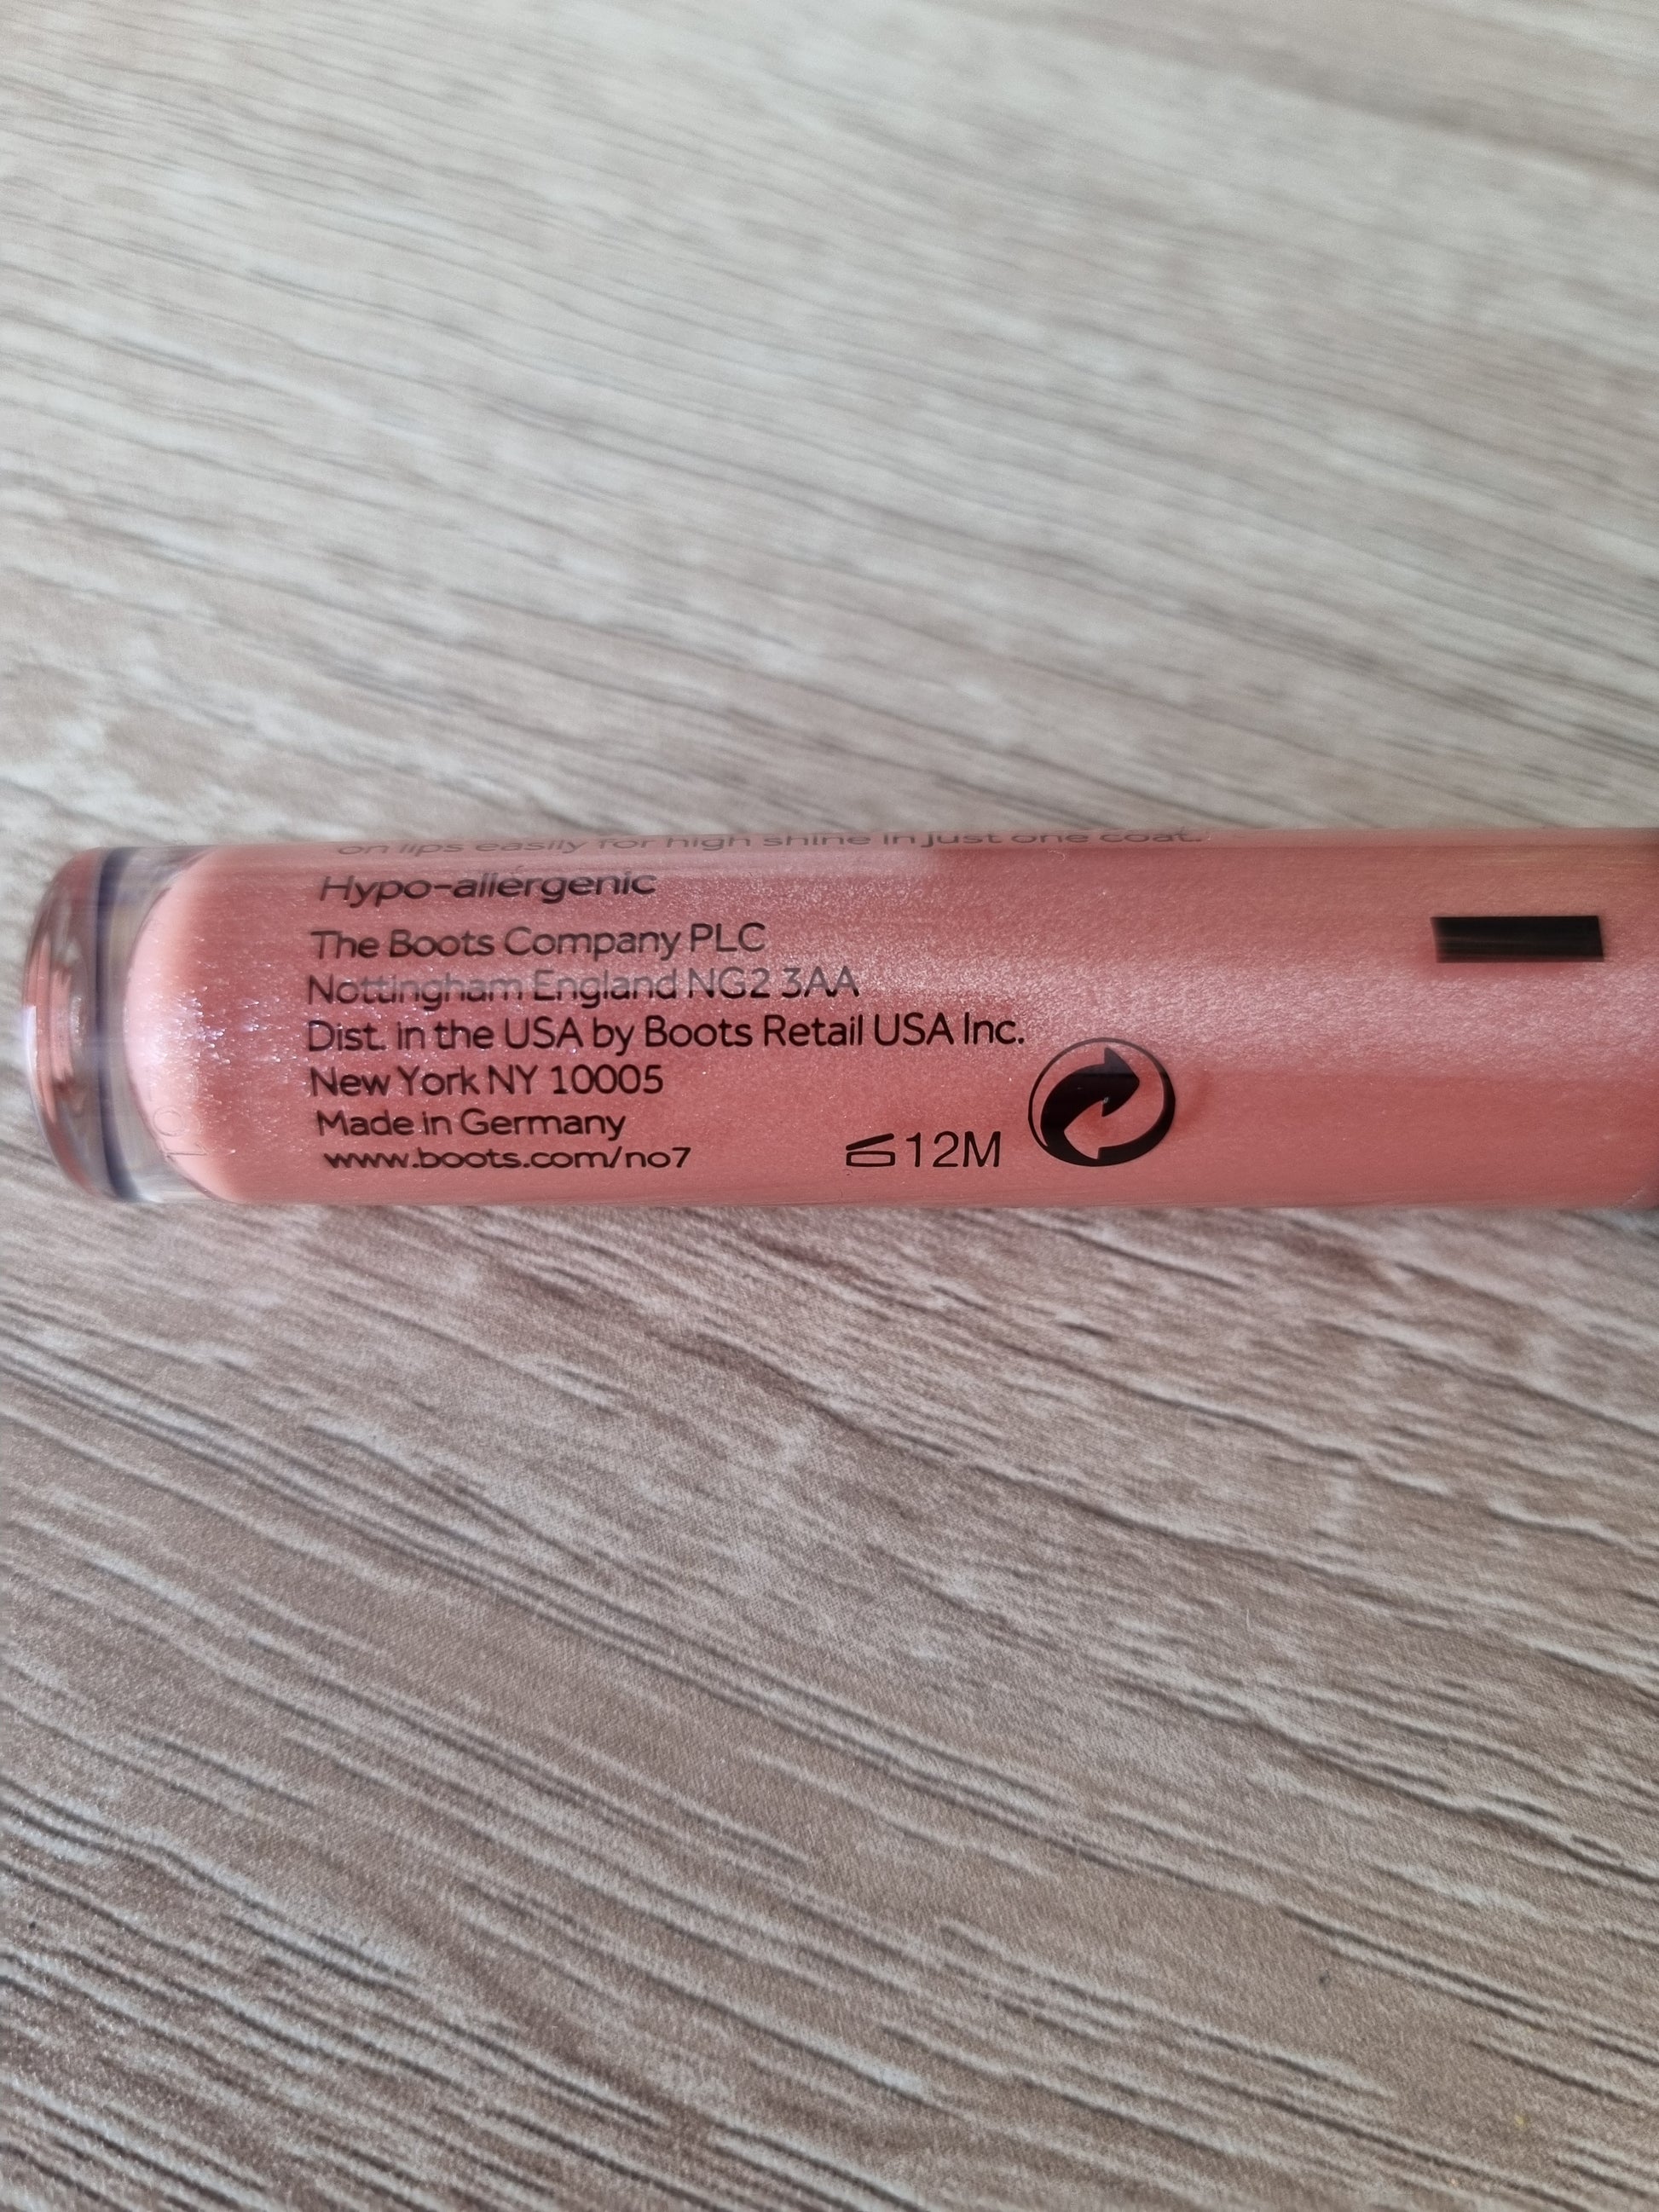 on lips easily for high shine in just one coat.
Hypo-allergenic
The Boots Company PLC
Nottingham England NG2 3AA
Dist. in the USA by Boots Retail USA Inc.
New York NY 10005
Made in Germany
www.boots.com/no7
12M